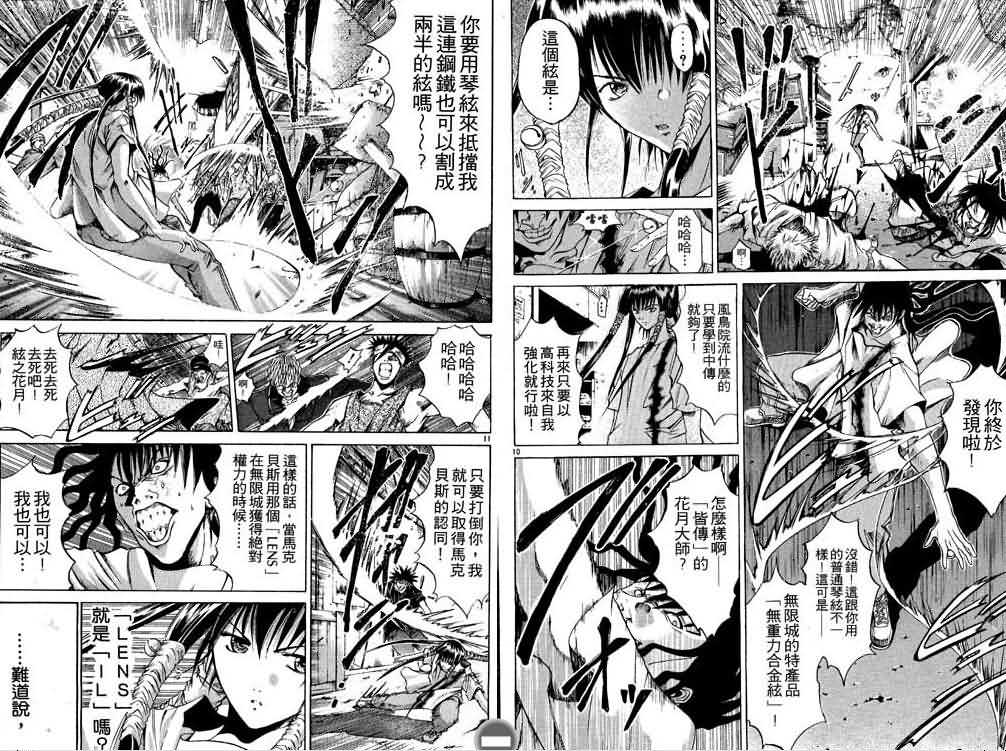 ……?
這個絃是…
啊…
哈哈哈…
嘻嘻
你終於
發現啦!
沒錯!這跟你用
的普通琴絃不一
樣!這可是—
無限城的特產品
「無重力合金絃」!
風鳥院流什麼的
只要學到中傳
就夠了!
再來只要以
高科技來自我
強化就行啦!
怎麼樣啊
「皆傳」的
花月大師?
10
你要用琴絃來抵擋我
這連鋼鐵也可以割成
兩半的絃嗎~~?
哈哈哈哈
哈哈!
啊!
哇
去死去死
去死吧!
絃之花月!
11
只要打倒你,我
就可以取得馬克
貝斯的認同!
這樣的話,當馬克
貝斯用那個「LENS」
在無限城獲得絕對
權力的時候……
我也可以!
我也可以…
「LENS」
就是「IL」嗎?
……難道說,